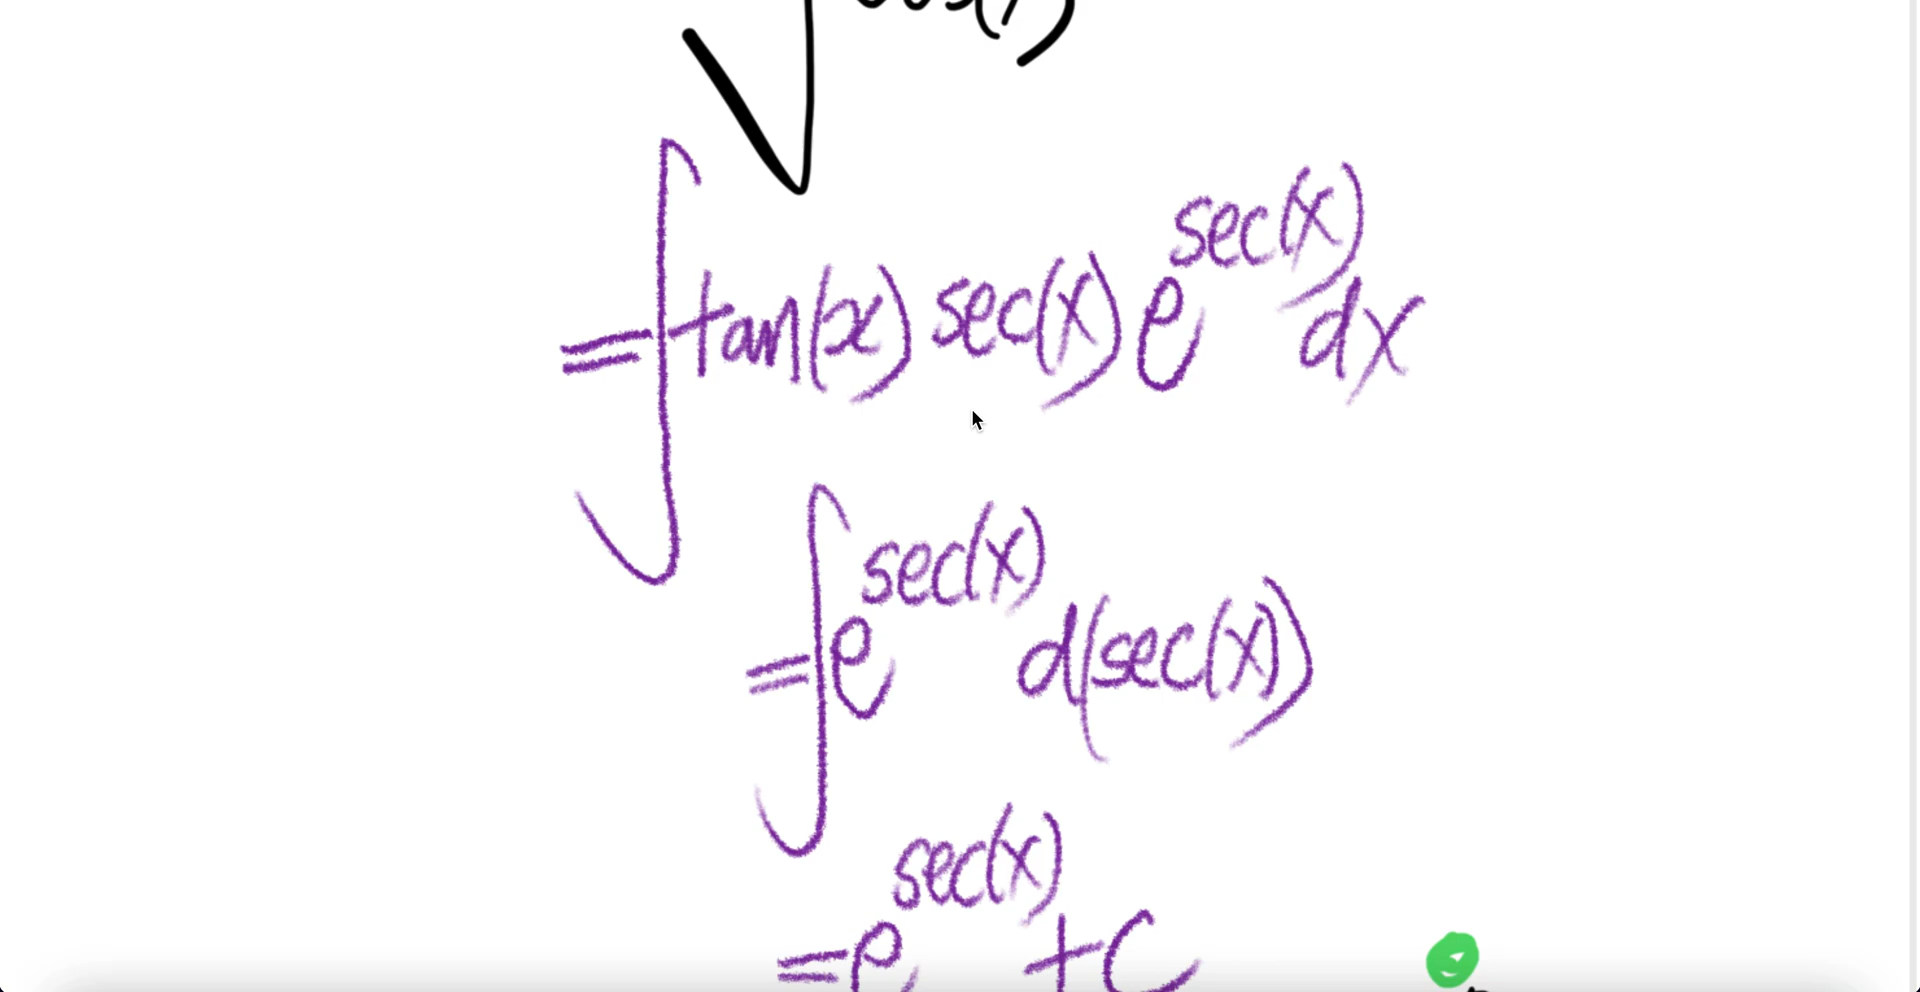 = ∫ tan(x) sec(x) e^sec(x) dx
= ∫ e^sec(x) d(sec(x))
= e^sec(x) + C